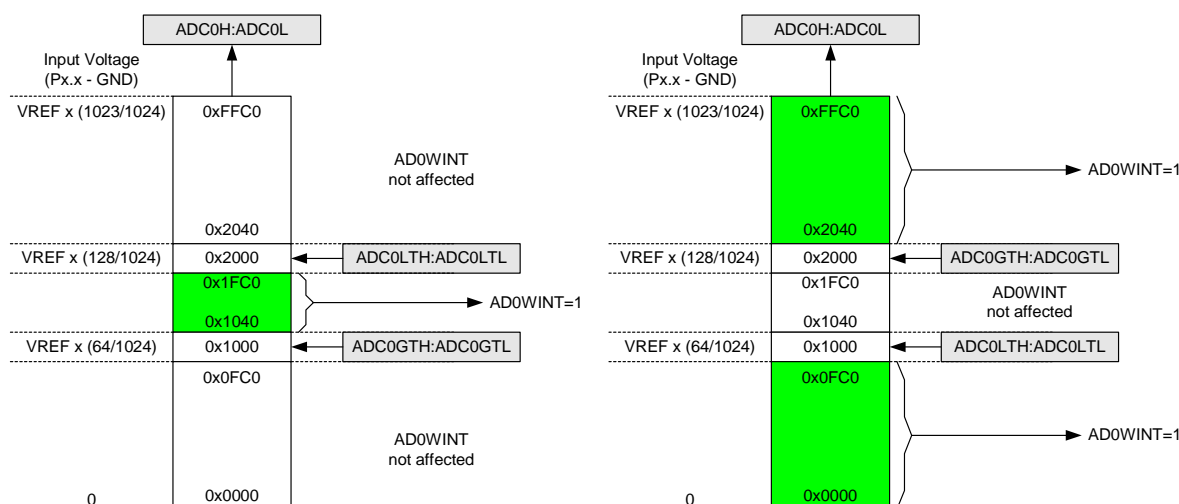 ADC0H:ADC0L
Input Voltage
(Px.x - GND)
VREF x (1023/1024)
0xFFC0
AD0WINT
not affected
0x2040
VREF x (128/1024)
0x2000
ADC0LTH:ADC0LTL
0x1FC0
AD0WINT=1
0x1040
VREF x (64/1024)
0x1000
ADC0GTH:ADC0GTL
0x0FC0
AD0WINT
not affected
0
0x0000
ADC0H:ADC0L
Input Voltage
(Px.x - GND)
VREF x (1023/1024)
0xFFC0
AD0WINT=1
0x2040
VREF x (128/1024)
0x2000
ADC0GTH:ADC0GTL
0x1FC0
AD0WINT
not affected
0x1040
VREF x (64/1024)
0x1000
ADC0LTH:ADC0LTL
0x0FC0
AD0WINT=1
0
0x0000